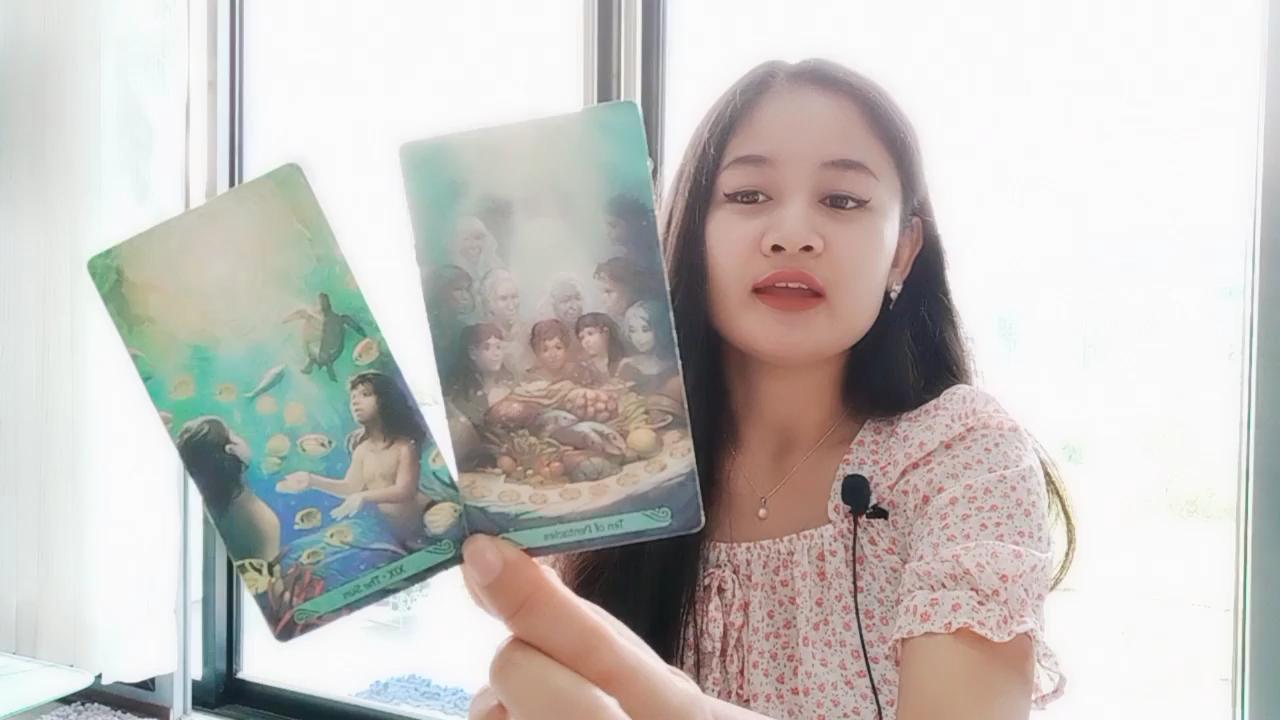 XIX • The Sun
Ten of Pentacles